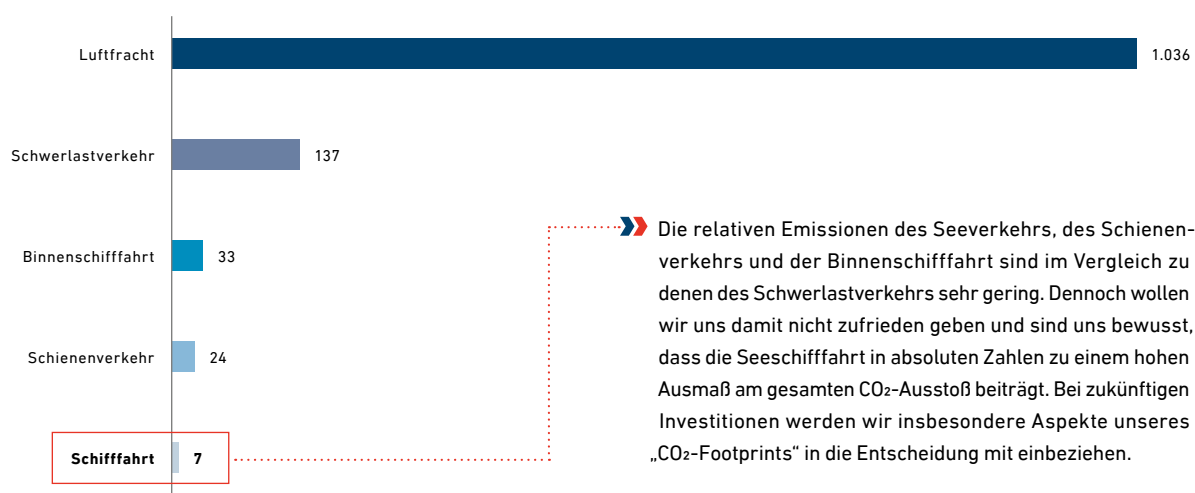 Luftfracht 1.036
Schwerlastverkehr 137
Binnenschifffahrt 33
Schienenverkehr 24
Schifffahrt 7
Die relativen Emissionen des Seeverkehrs, des Schienen-
verkehrs und der Binnenschifffahrt sind im Vergleich zu
denen des Schwerlastverkehrs sehr gering. Dennoch wollen
wir uns damit nicht zufrieden geben und sind uns bewusst,
dass die Seeschifffahrt in absoluten Zahlen zu einem hohen
Ausmaß am gesamten CO₂-Ausstoß beiträgt. Bei zukünftigen
Investitionen werden wir insbesondere Aspekte unseres
„CO₂-Footprints“ in die Entscheidung mit einbeziehen.